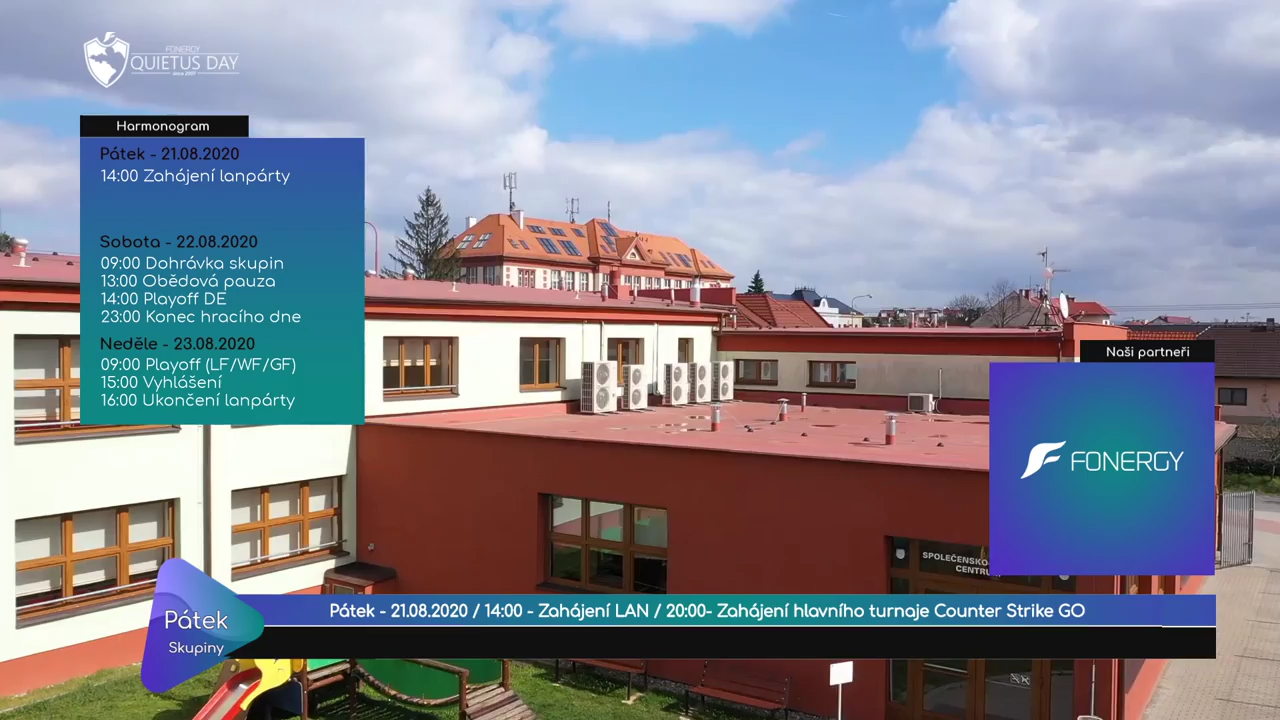 FONERGY
QUIETUS DAY
since 2007
Harmonogram
Pátek - 21.08.2020
14:00 Zahájení lanpárty
Sobota - 22.08.2020
09:00 Dohrávka skupin
13:00 Obědová pauza
14:00 Playoff DE
23:00 Konec hracího dne
Neděle - 23.08.2020
09:00 Playoff (LF/WF/GF)
15:00 Vyhlášení
16:00 Ukončení lanpárty
Naši partneři
FONERGY
SPOLEČENSKO-
CENTRU
Pátek - 21.08.2020 / 14:00 - Zahájení LAN / 20:00- Zahájení hlavního turnaje Counter Strike GO
Pátek
Skupiny